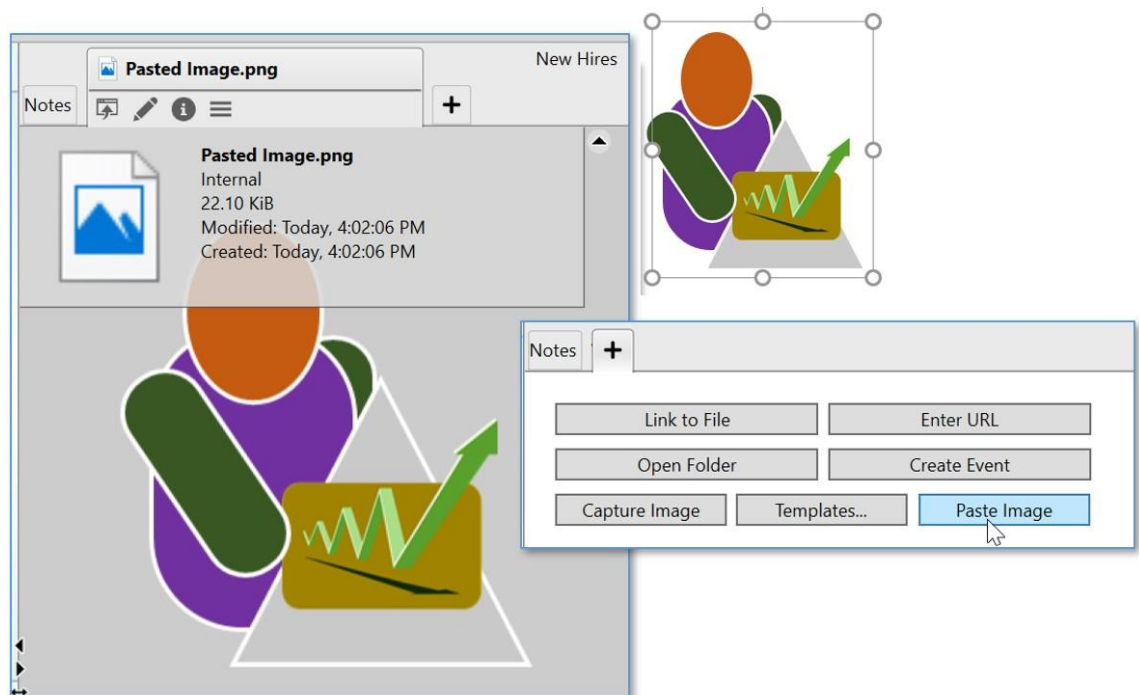 Pasted Image.png
New Hires
Notes
Pasted Image.png
Internal
22.10 KiB
Modified: Today, 4:02:06 PM
Created: Today, 4:02:06 PM
Notes
Link to File
Enter URL
Open Folder
Create Event
Capture Image
Templates...
Paste Image